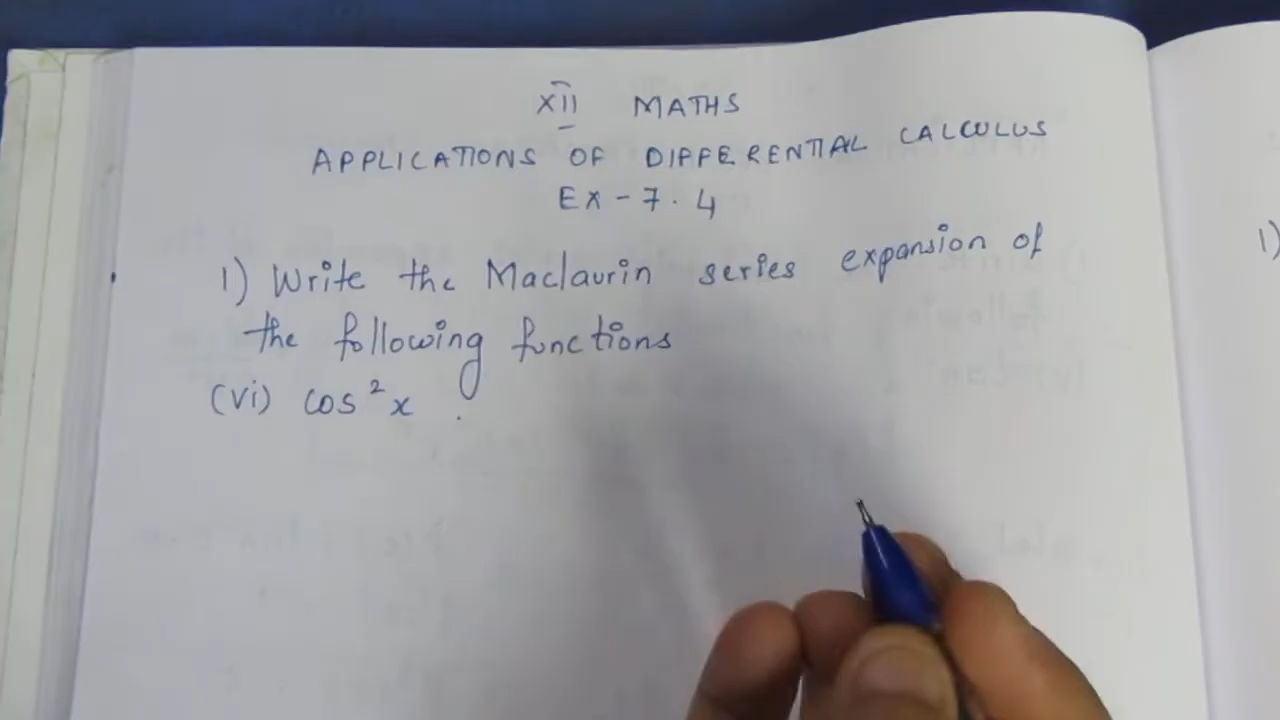 XII MATHS
APPLICATIONS OF DIFFERENTIAL CALCULUS
EX - 7.4
1) Write the Maclaurin series expansion of
the following functions
(vi) cos²x
1)